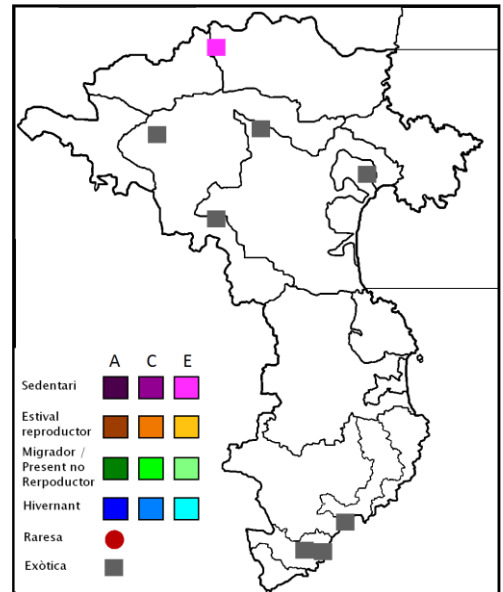 A C E
Sedentari
Estival
reproductor
Migrador /
Present no
Rerpoductor
Hivernant
Raresa
Exòtica